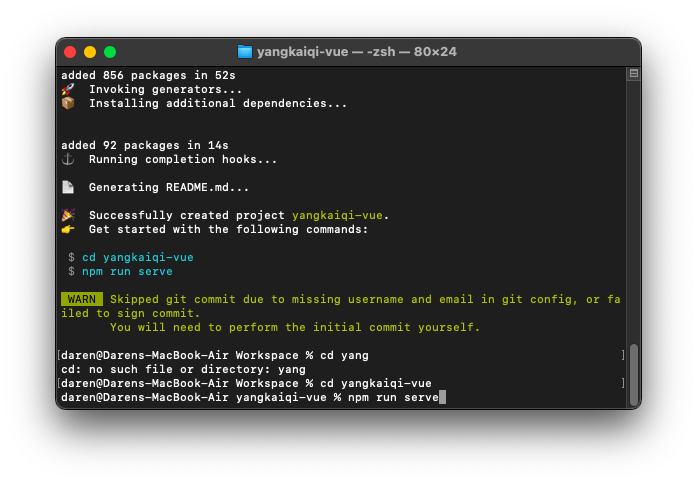 yangkaiqi-vue — -zsh — 80×24
added 856 packages in 52s
🚀  Invoking generators...
📦  Installing additional dependencies...
added 92 packages in 14s
⚓  Running completion hooks...
📄  Generating README.md...
🎉  Successfully created project yangkaiqi-vue.
👉  Get started with the following commands:
$ cd yangkaiqi-vue
$ npm run serve
WARN  Skipped git commit due to missing username and email in git config, or fa
iled to sign commit.
You will need to perform the initial commit yourself.
[daren@Darens-MacBook-Air Workspace % cd yang ]
cd: no such file or directory: yang
[daren@Darens-MacBook-Air Workspace % cd yangkaiqi-vue ]
daren@Darens-MacBook-Air yangkaiqi-vue % npm run serve